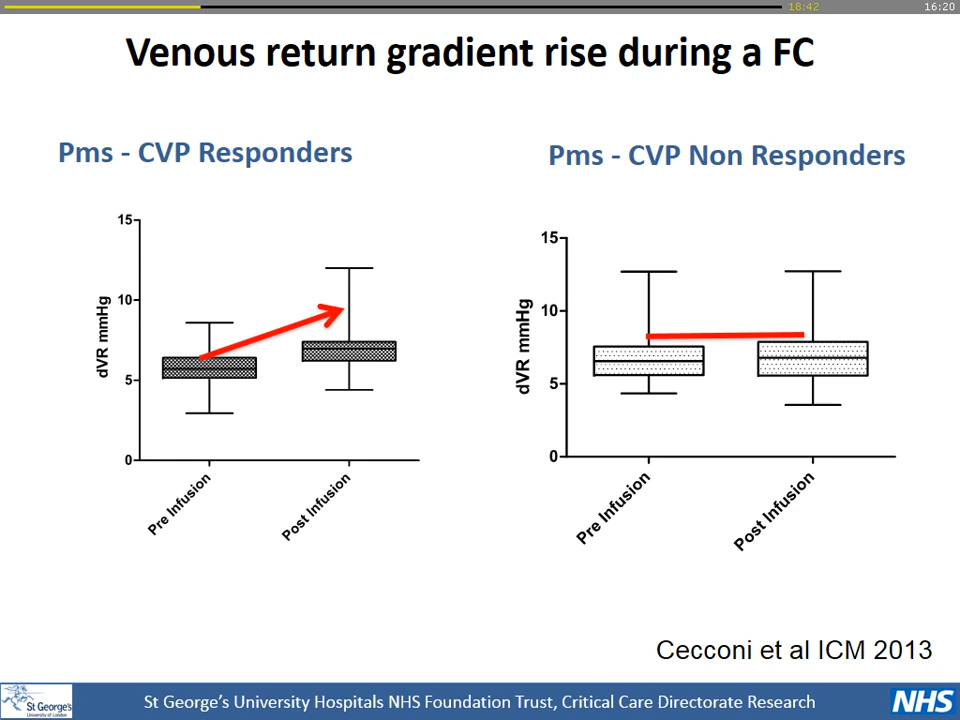 18:42
16:20
Venous return gradient rise during a FC
Pms - CVP Responders
Pms - CVP Non Responders
15
10
5
0
dVR mmHg
Pre Infusion
Post Infusion
15
10
5
0
dVR mmHg
Pre Infusion
Post Infusion
Cecconi et al ICM 2013
St George's
University of London
St George's University Hospitals NHS Foundation Trust, Critical Care Directorate Research
NHS